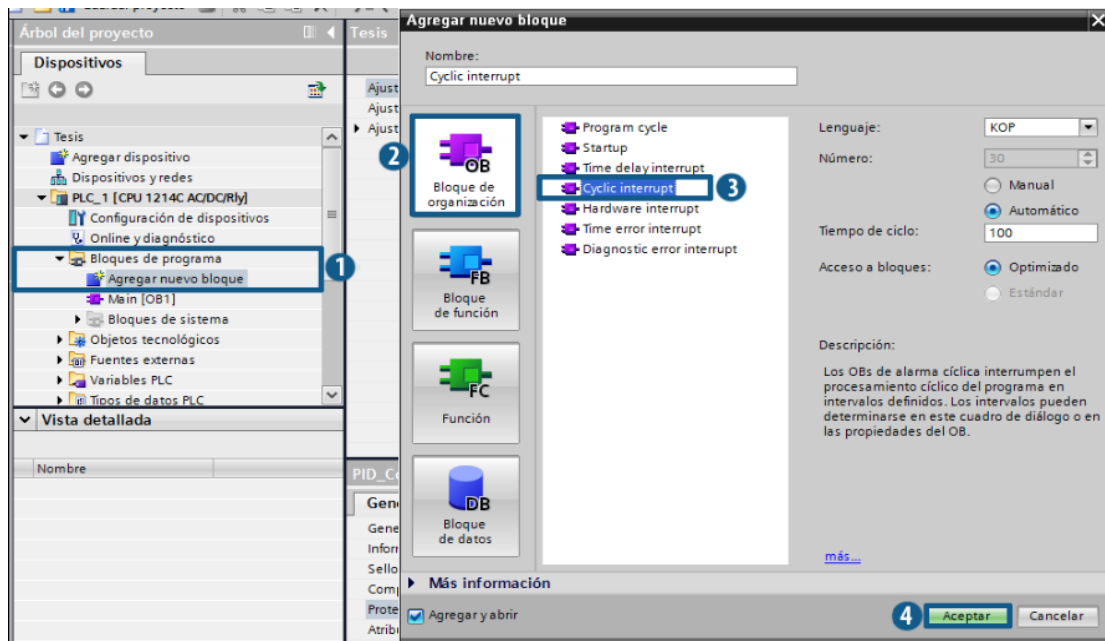 Árbol del proyecto
Dispositivos
Tesis
Agregar dispositivo
Dispositivos y redes
PLC_1 [CPU 1214C AC/DC/Rly]
Configuración de dispositivos
Online y diagnóstico
Bloques de programa
Agregar nuevo bloque
1
Main [OB1]
Bloques de sistema
Objetos tecnológicos
Fuentes externas
Variables PLC
Tipos de datos PLC
Vista detallada
Nombre
Tesis
Ajust
Ajust
Ajust
PID_Co
Gene
Gene
Inform
Sello
Comp
Prote
Atrib
Agregar nuevo bloque
Nombre:
Cyclic interrupt
2
OB
Bloque de
organización
FB
Bloque
de función
FC
Función
DB
Bloque
de datos
Program cycle
Startup
Time delay interrupt
Cyclic interrupt
3
Hardware interrupt
Time error interrupt
Diagnostic error interrupt
Lenguaje: KOP
Número: 30
Manual
Automático
Tiempo de ciclo: 100
Acceso a bloques: Optimizado
Estándar
Descripción:
Los OBs de alarma cíclica interrumpen el
procesamiento cíclico del programa en
intervalos definidos. Los intervalos pueden
determinarse en este cuadro de diálogo o en
las propiedades del OB.
más...
Más información
Agregar y abrir
4
Aceptar
Cancelar